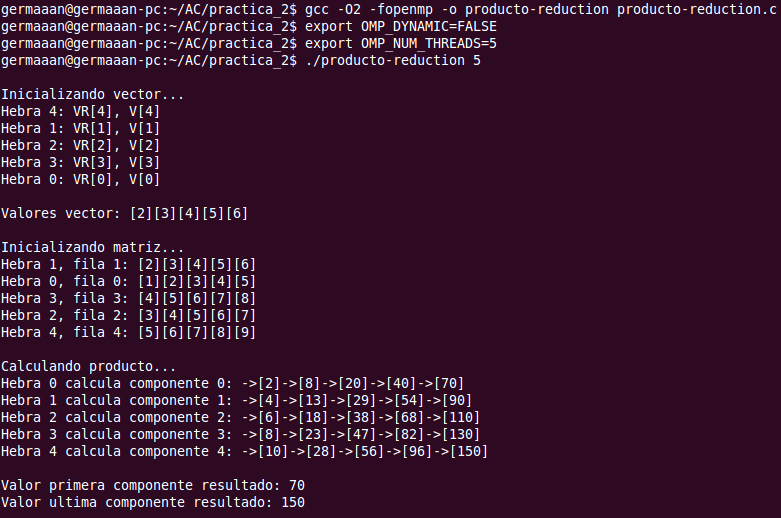 germaaan@germaaan-pc:~/AC/practica_2$ gcc -O2 -fopenmp -o producto-reduction producto-reduction.c
germaaan@germaaan-pc:~/AC/practica_2$ export OMP_DYNAMIC=FALSE
germaaan@germaaan-pc:~/AC/practica_2$ export OMP_NUM_THREADS=5
germaaan@germaaan-pc:~/AC/practica_2$ ./producto-reduction 5
Inicializando vector...
Hebra 4: VR[4], V[4]
Hebra 1: VR[1], V[1]
Hebra 2: VR[2], V[2]
Hebra 3: VR[3], V[3]
Hebra 0: VR[0], V[0]
Valores vector: [2][3][4][5][6]
Inicializando matriz...
Hebra 1, fila 1: [2][3][4][5][6]
Hebra 0, fila 0: [1][2][3][4][5]
Hebra 3, fila 3: [4][5][6][7][8]
Hebra 2, fila 2: [3][4][5][6][7]
Hebra 4, fila 4: [5][6][7][8][9]
Calculando producto...
Hebra 0 calcula componente 0: ->[2]->[8]->[20]->[40]->[70]
Hebra 1 calcula componente 1: ->[4]->[13]->[29]->[54]->[90]
Hebra 2 calcula componente 2: ->[6]->[18]->[38]->[68]->[110]
Hebra 3 calcula componente 3: ->[8]->[23]->[47]->[82]->[130]
Hebra 4 calcula componente 4: ->[10]->[28]->[56]->[96]->[150]
Valor primera componente resultado: 70
Valor ultima componente resultado: 150